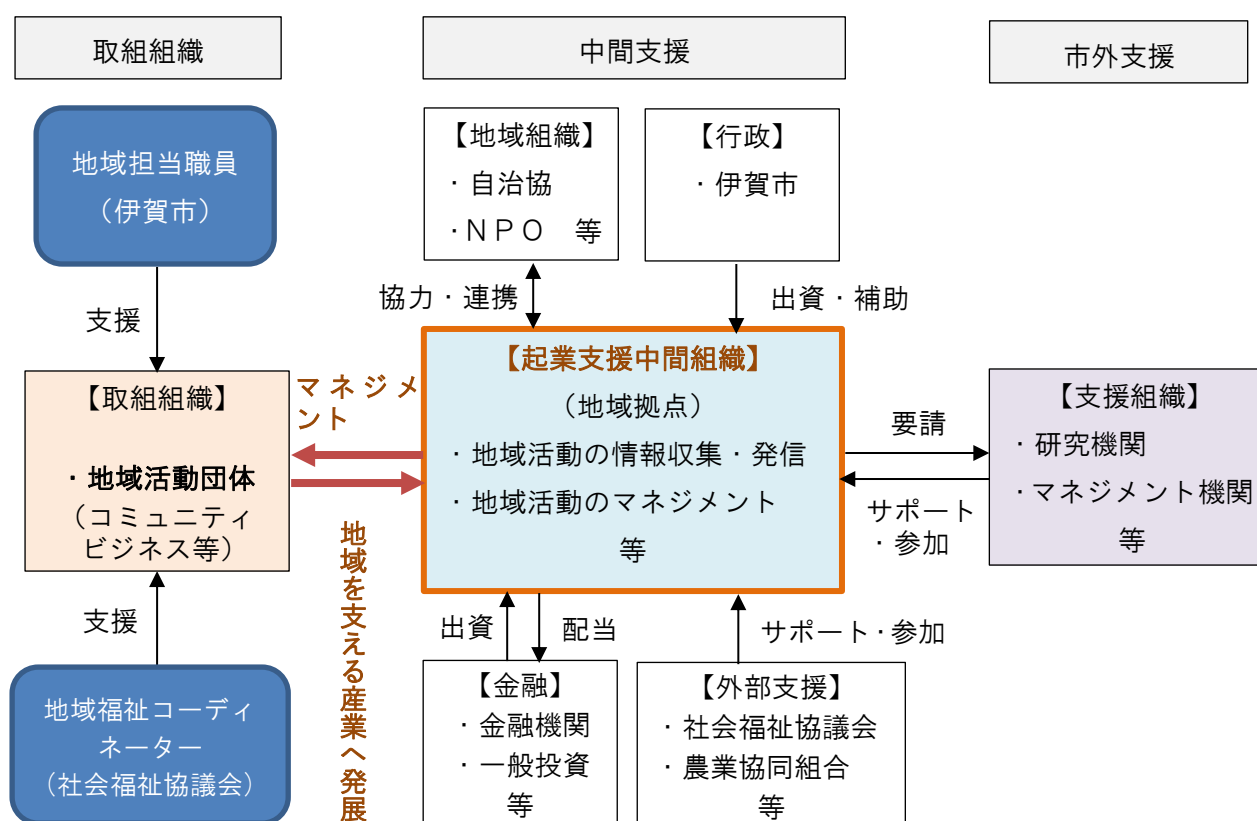 取組組織
中間支援
市外支援
地域担当職員
（伊賀市）
支援
【取組組織】
・地域活動団体
（コミュニティ
ビジネス等）
支援
地域福祉コーディ
ネーター
（社会福祉協議会）
マネジメ
ント
地域を支える産業へ発展
【地域組織】
・自治協
・ＮＰＯ　等
【行政】
・伊賀市
協力・連携
出資・補助
【起業支援中間組織】
（地域拠点）
・地域活動の情報収集・発信
・地域活動のマネジメント
等
出資
配当
サポート・参加
【金融】
・金融機関
・一般投資
等
【外部支援】
・社会福祉協議会
・農業協同組合
等
要請
サポート
・参加
【支援組織】
・研究機関
・マネジメント機関
等